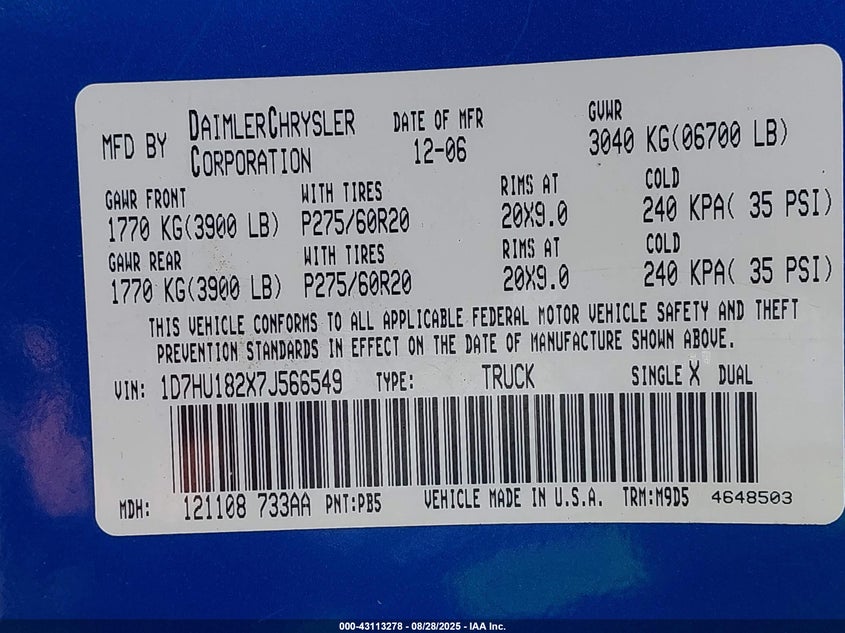 MFD BY DAIMLERCHRYSLER CORPORATION DATE OF MFR 12-06 GVWR 3040 KG(06700 LB)
GAWR FRONT WITH TIRES RIMS AT COLD
1770 KG(3900 LB) P275/60R20 20X9.0 240 KPA( 35 PSI)
GAWR REAR WITH TIRES RIMS AT COLD
1770 KG(3900 LB) P275/60R20 20X9.0 240 KPA( 35 PSI)
THIS VEHICLE CONFORMS TO ALL APPLICABLE FEDERAL MOTOR VEHICLE SAFETY AND THEFT
PREVENTION STANDARDS IN EFFECT ON THE DATE OF MANUFACTURE SHOWN ABOVE.
VIN: 1D7HU182X7J566549 TYPE: TRUCK SINGLE X DUAL
MDH: 121108 733AA PNT:PB5 VEHICLE MADE IN U.S.A. TRM:M9D5 4648503
000-43113278 - 08/28/2025 - IAA Inc.